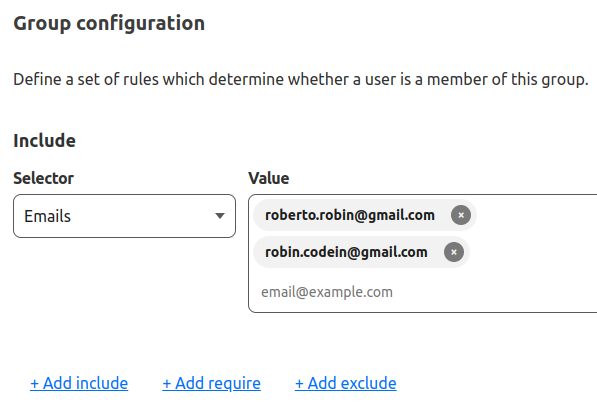 Group configuration
Define a set of rules which determine whether a user is a member of this group.
Include
Selector Value
Emails
roberto.robin@gmail.com ×
robin.codein@gmail.com ×
email@example.com
+ Add include + Add require + Add exclude